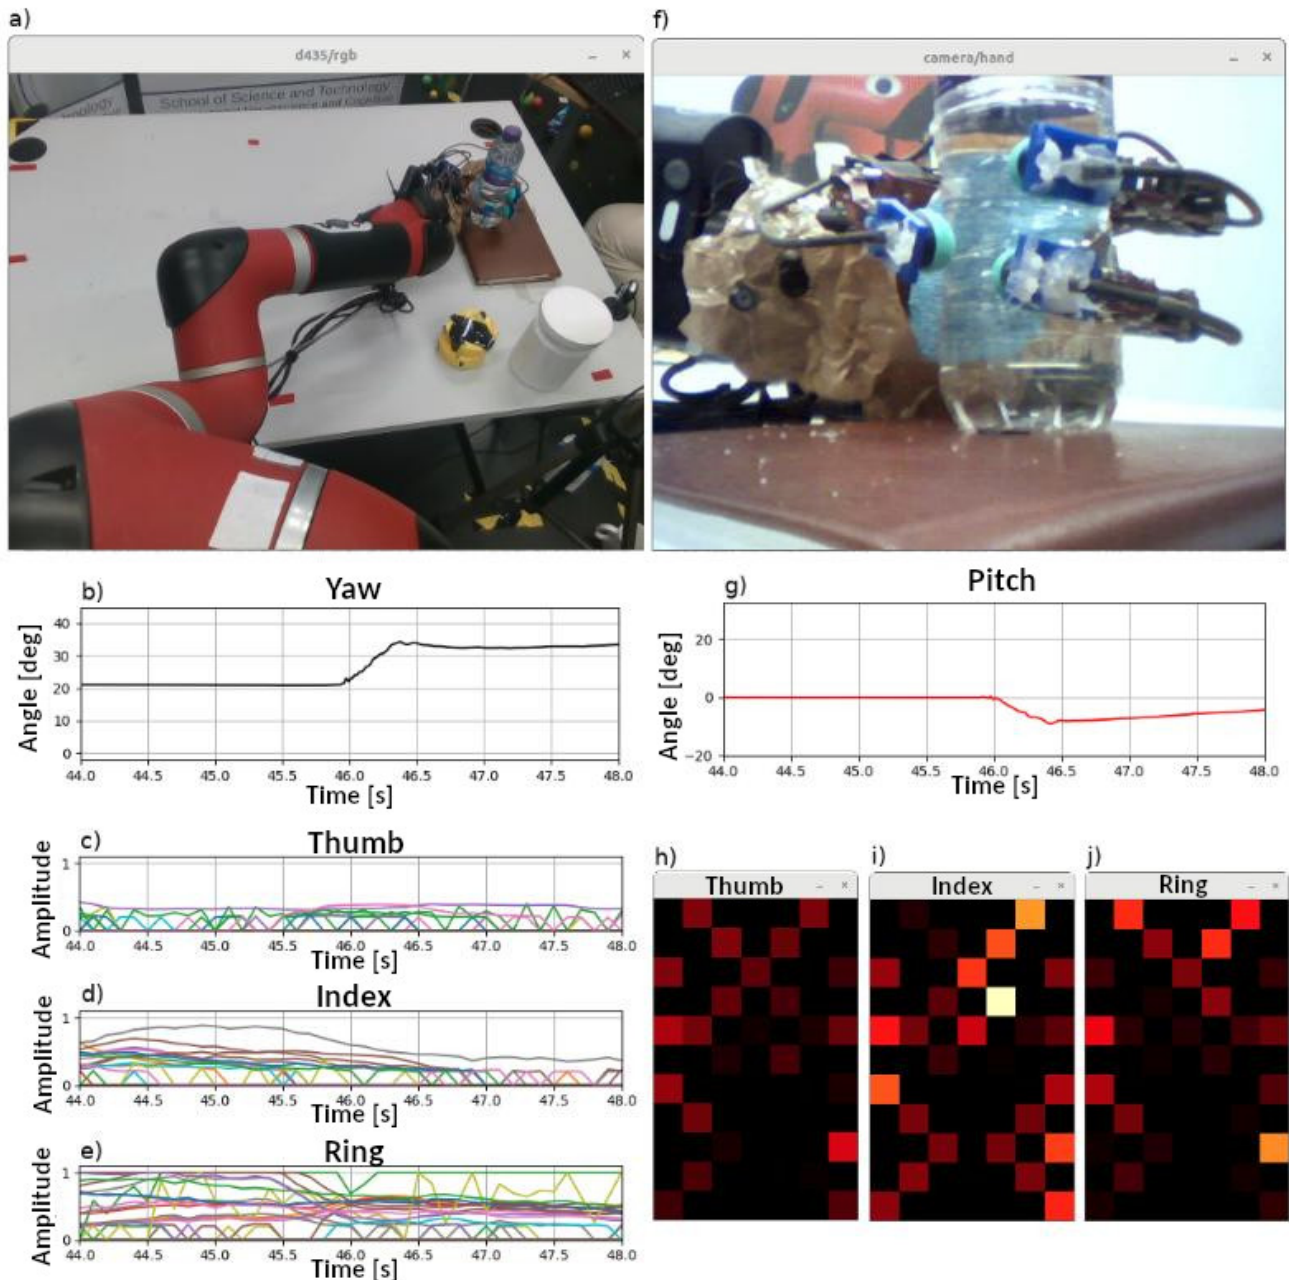 a)
d435/rgb
School of Science and Technology
f)
camera/hand
b)
Yaw
Angle [deg]
40
30
20
10
0
44.0 44.5 45.0 45.5 46.0 46.5 47.0 47.5 48.0
Time [s]
g)
Pitch
Angle [deg]
20
0
−20
44.0 44.5 45.0 45.5 46.0 46.5 47.0 47.5 48.0
Time [s]
c)
Thumb
Amplitude
1
0
44.0 44.5 45.0 45.5 46.0 46.5 47.0 47.5 48.0
Time [s]
d)
Index
Amplitude
1
0
44.0 44.5 45.0 45.5 46.0 46.5 47.0 47.5 48.0
Time [s]
e)
Ring
Amplitude
1
0
44.0 44.5 45.0 45.5 46.0 46.5 47.0 47.5 48.0
Time [s]
h)
Thumb
i)
Index
j)
Ring